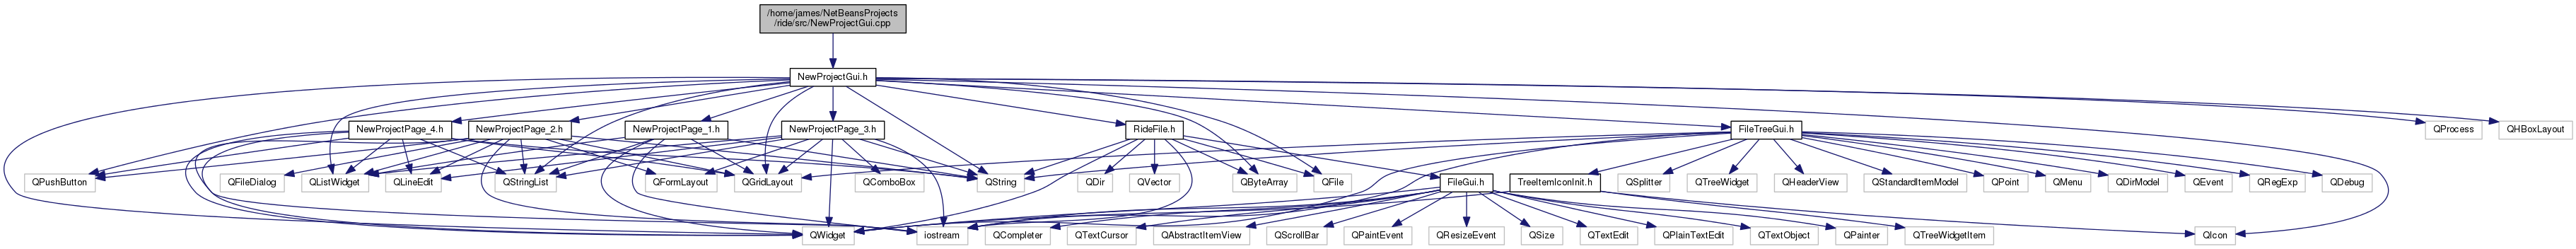 /home/james/NetBeansProjects
/ride/src/NewProjectGui.cpp
NewProjectGui.h
NewProjectPage_4.h
NewProjectPage_2.h
NewProjectPage_1.h
NewProjectPage_3.h
RideFile.h
FileTreeGui.h
QProcess
QHBoxLayout
QPushButton
QFileDialog
QListWidget
QLineEdit
QStringList
QFormLayout
QGridLayout
QComboBox
QString
QDir
QVector
QByteArray
QFile
FileGui.h
TreeItemIconInit.h
QSplitter
QTreeWidget
QHeaderView
QStandardItemModel
QPoint
QMenu
QDirModel
QEvent
QRegExp
QDebug
QWidget
iostream
QCompleter
QTextCursor
QAbstractItemView
QScrollBar
QPaintEvent
QResizeEvent
QSize
QTextEdit
QPlainTextEdit
QTextObject
QPainter
QTreeWidgetItem
QIcon